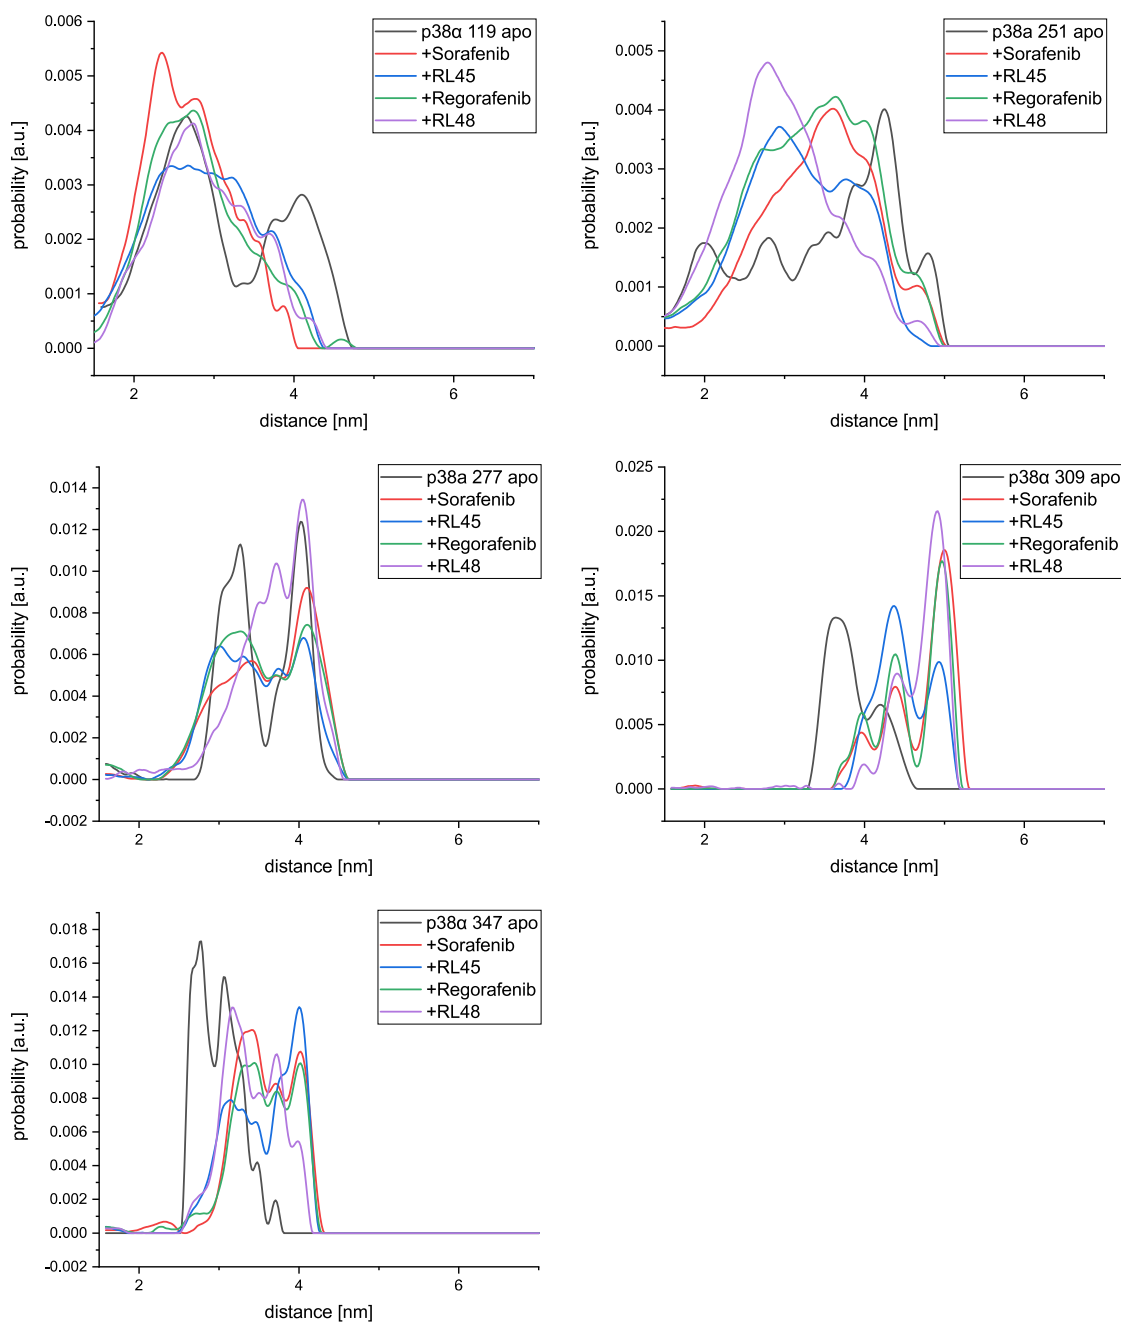 0.006
0.005
0.004
0.003
0.002
0.001
0.000
probability [a.u.]
2
4
6
distance [nm]
p38α 119 apo
+Sorafenib
+RL45
+Regorafenib
+RL48
0.005
0.004
0.003
0.002
0.001
0.000
probability [a.u.]
2
4
6
distance [nm]
p38a 251 apo
+Sorafenib
+RL45
+Regorafenib
+RL48
0.014
0.012
0.010
0.008
0.006
0.004
0.002
0.000
-0.002
probability [a.u.]
2
4
6
distance [nm]
p38a 277 apo
+Sorafenib
+RL45
+Regorafenib
+RL48
0.025
0.020
0.015
0.010
0.005
0.000
probability [a.u.]
2
4
6
distance [nm]
p38α 309 apo
+Sorafenib
+RL45
+Regorafenib
+RL48
0.018
0.016
0.014
0.012
0.010
0.008
0.006
0.004
0.002
0.000
-0.002
probability [a.u.]
2
4
6
distance [nm]
p38α 347 apo
+Sorafenib
+RL45
+Regorafenib
+RL48